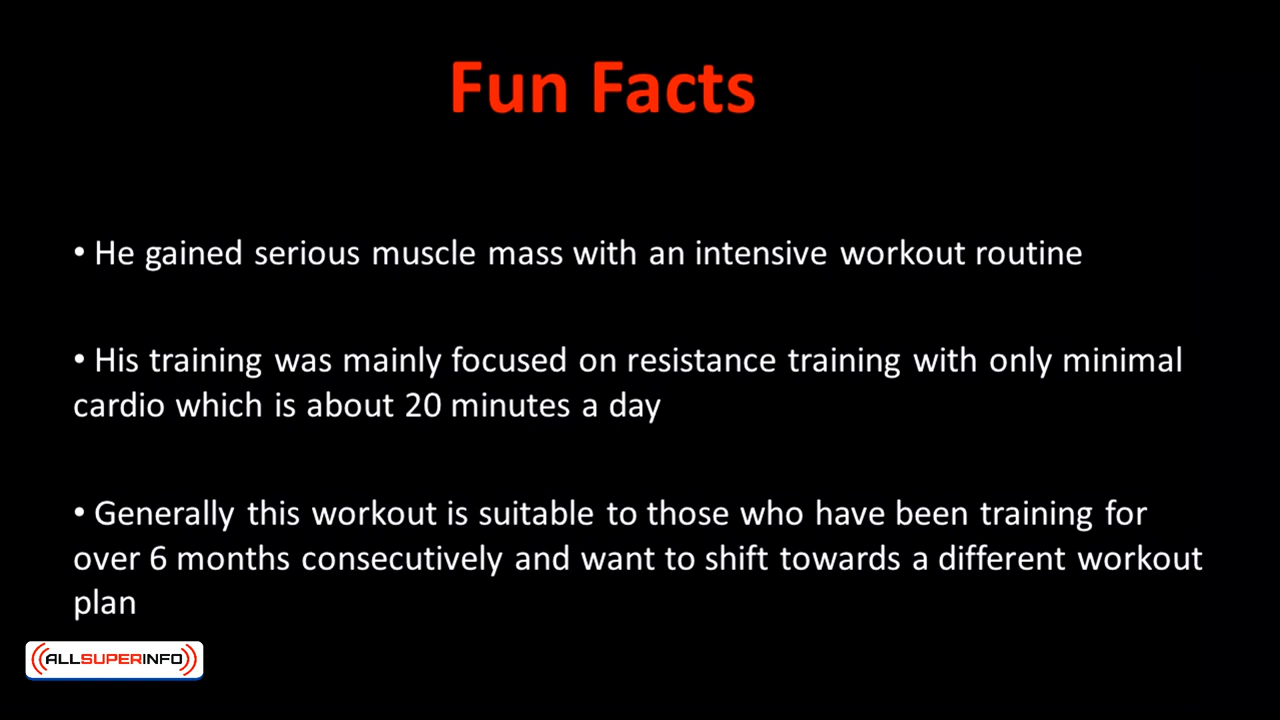 Fun Facts
• He gained serious muscle mass with an intensive workout routine
• His training was mainly focused on resistance training with only minimal
cardio which is about 20 minutes a day
• Generally this workout is suitable to those who have been training for
over 6 months consecutively and want to shift towards a different workout
plan
ALLSUPERINFO